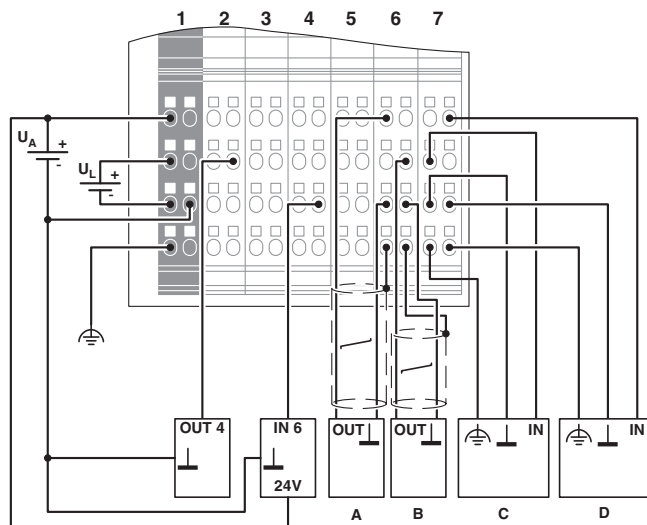 1 2 3 4 5 6 7
UA + -
UL + -
OUT 4
IN 6
24V
OUT
OUT
IN
IN
A B C D